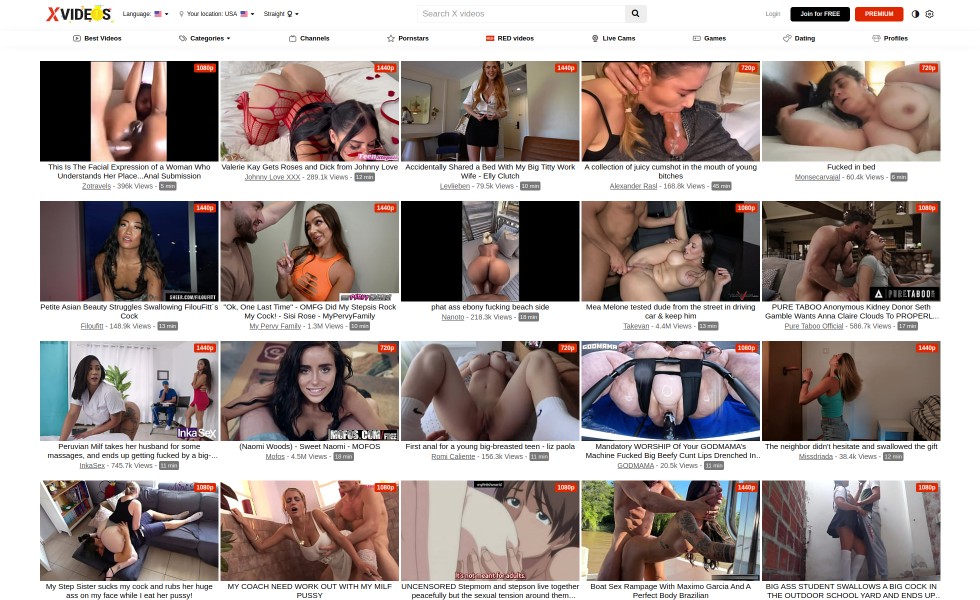 XVIDEOS
Language:
Your location: USA
Straight
Search X videos
Login
Join for FREE
PREMIUM
Best Videos
Categories
Channels
Pornstars
RED videos
Live Cams
Games
Dating
Profiles
1080p
1440p
1440p
720p
720p
This Is The Facial Expression of a Woman Who
Understands Her Place.. Anal Submission
Zotravels - 396k Views - 5 min
Valerie Kay Gets Roses and Dick from Johnny Love
Johnny Love XXX - 289.1k Views - 12 min
Accidentally Shared a Bed With My Big Titty Work
Wife - Elly Clutch
Levlieben - 79.5k Views - 10 min
A collection of juicy cumshot in the mouth of young
bitches
Alexander Rasl - 168.8k Views - 45 min
Fucked in bed
Monsecarvajal - 60.4k Views - 6 min
1440p
1440p
1080p
1080p
SHEER.COM/FILOUFITT
PURETABOO
Petite Asian Beauty Struggles Swallowing FilouFitt´s
Cock
Filoufitt - 148.9k Views - 13 min
"Ok, One Last Time" - OMFG Did My Stepsis Rock
My Cock! - Sisi Rose - MyPervyFamily
My Pervy Family - 1.3M Views - 10 min
phat ass ebony fucking beach side
Nanoto - 218.3k Views - 18 min
Mea Melone tested dude from the street in driving
car & keep him
Takevan - 4.4M Views - 13 min
PURE TABOO Anonymous Kidney Donor Seth
Gamble Wants Anna Claire Clouds To PROPERL...
Pure Taboo Official - 586.7k Views - 17 min
1440p
720p
720p
GODMAMA
1080p
1440p
InkaSex
MOFOS.COM FREE
Peruvian Milf takes her husband for some
massages, and ends up getting fucked by a big-...
InkaSex - 745.7k Views - 11 min
(Naomi Woods) - Sweet Naomi - MOFOS
Mofos - 4.5M Views - 18 min
First anal for a young big-breasted teen - liz paola
Romi Caliente - 156.3k Views - 11 min
Mandatory WORSHIP Of Your GODMAMA's
Machine Fucked Big Beefy Cunt Lips Drenched In..
GODMAMA - 20.5k Views - 11 min
The neighbor didn't hesitate and swallowed the gift
Missdriada - 38.4k Views - 12 min
1080p
1080p
1080p
1440p
1080p
It's not meant for adults.
My Step Sister sucks my cock and rubs her huge
ass on my face while I eat her pussy!
MY COACH NEED WORK OUT WITH MY MILF
PUSSY
UNCENSORED Stepmom and stepson live together
peacefully but the sexual tension around them...
Boat Sex Rampage With Maximo Garcia And A
Perfect Body Brazilian
BIG ASS STUDENT SWALLOWS A BIG COCK IN
THE OUTDOOR SCHOOL YARD AND ENDS UP..